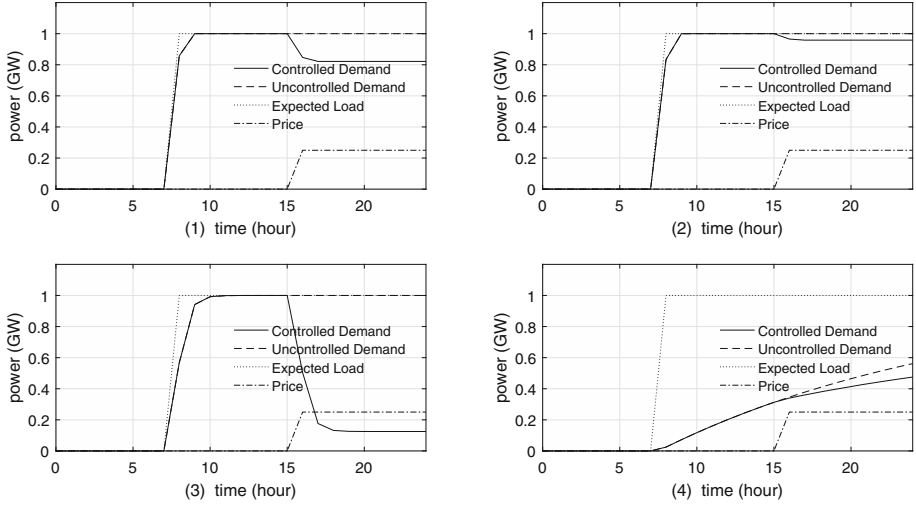 power (GW)
1
0.8
0.6
0.4
0.2
0
0 5 10 15 20
(1) time (hour)
Controlled Demand
Uncontrolled Demand
Expected Load
Price
power (GW)
1
0.8
0.6
0.4
0.2
0
0 5 10 15 20
(2) time (hour)
Controlled Demand
Uncontrolled Demand
Expected Load
Price
power (GW)
1
0.8
0.6
0.4
0.2
0
0 5 10 15 20
(3) time (hour)
Controlled Demand
Uncontrolled Demand
Expected Load
Price
power (GW)
1
0.8
0.6
0.4
0.2
0
0 5 10 15 20
(4) time (hour)
Controlled Demand
Uncontrolled Demand
Expected Load
Price